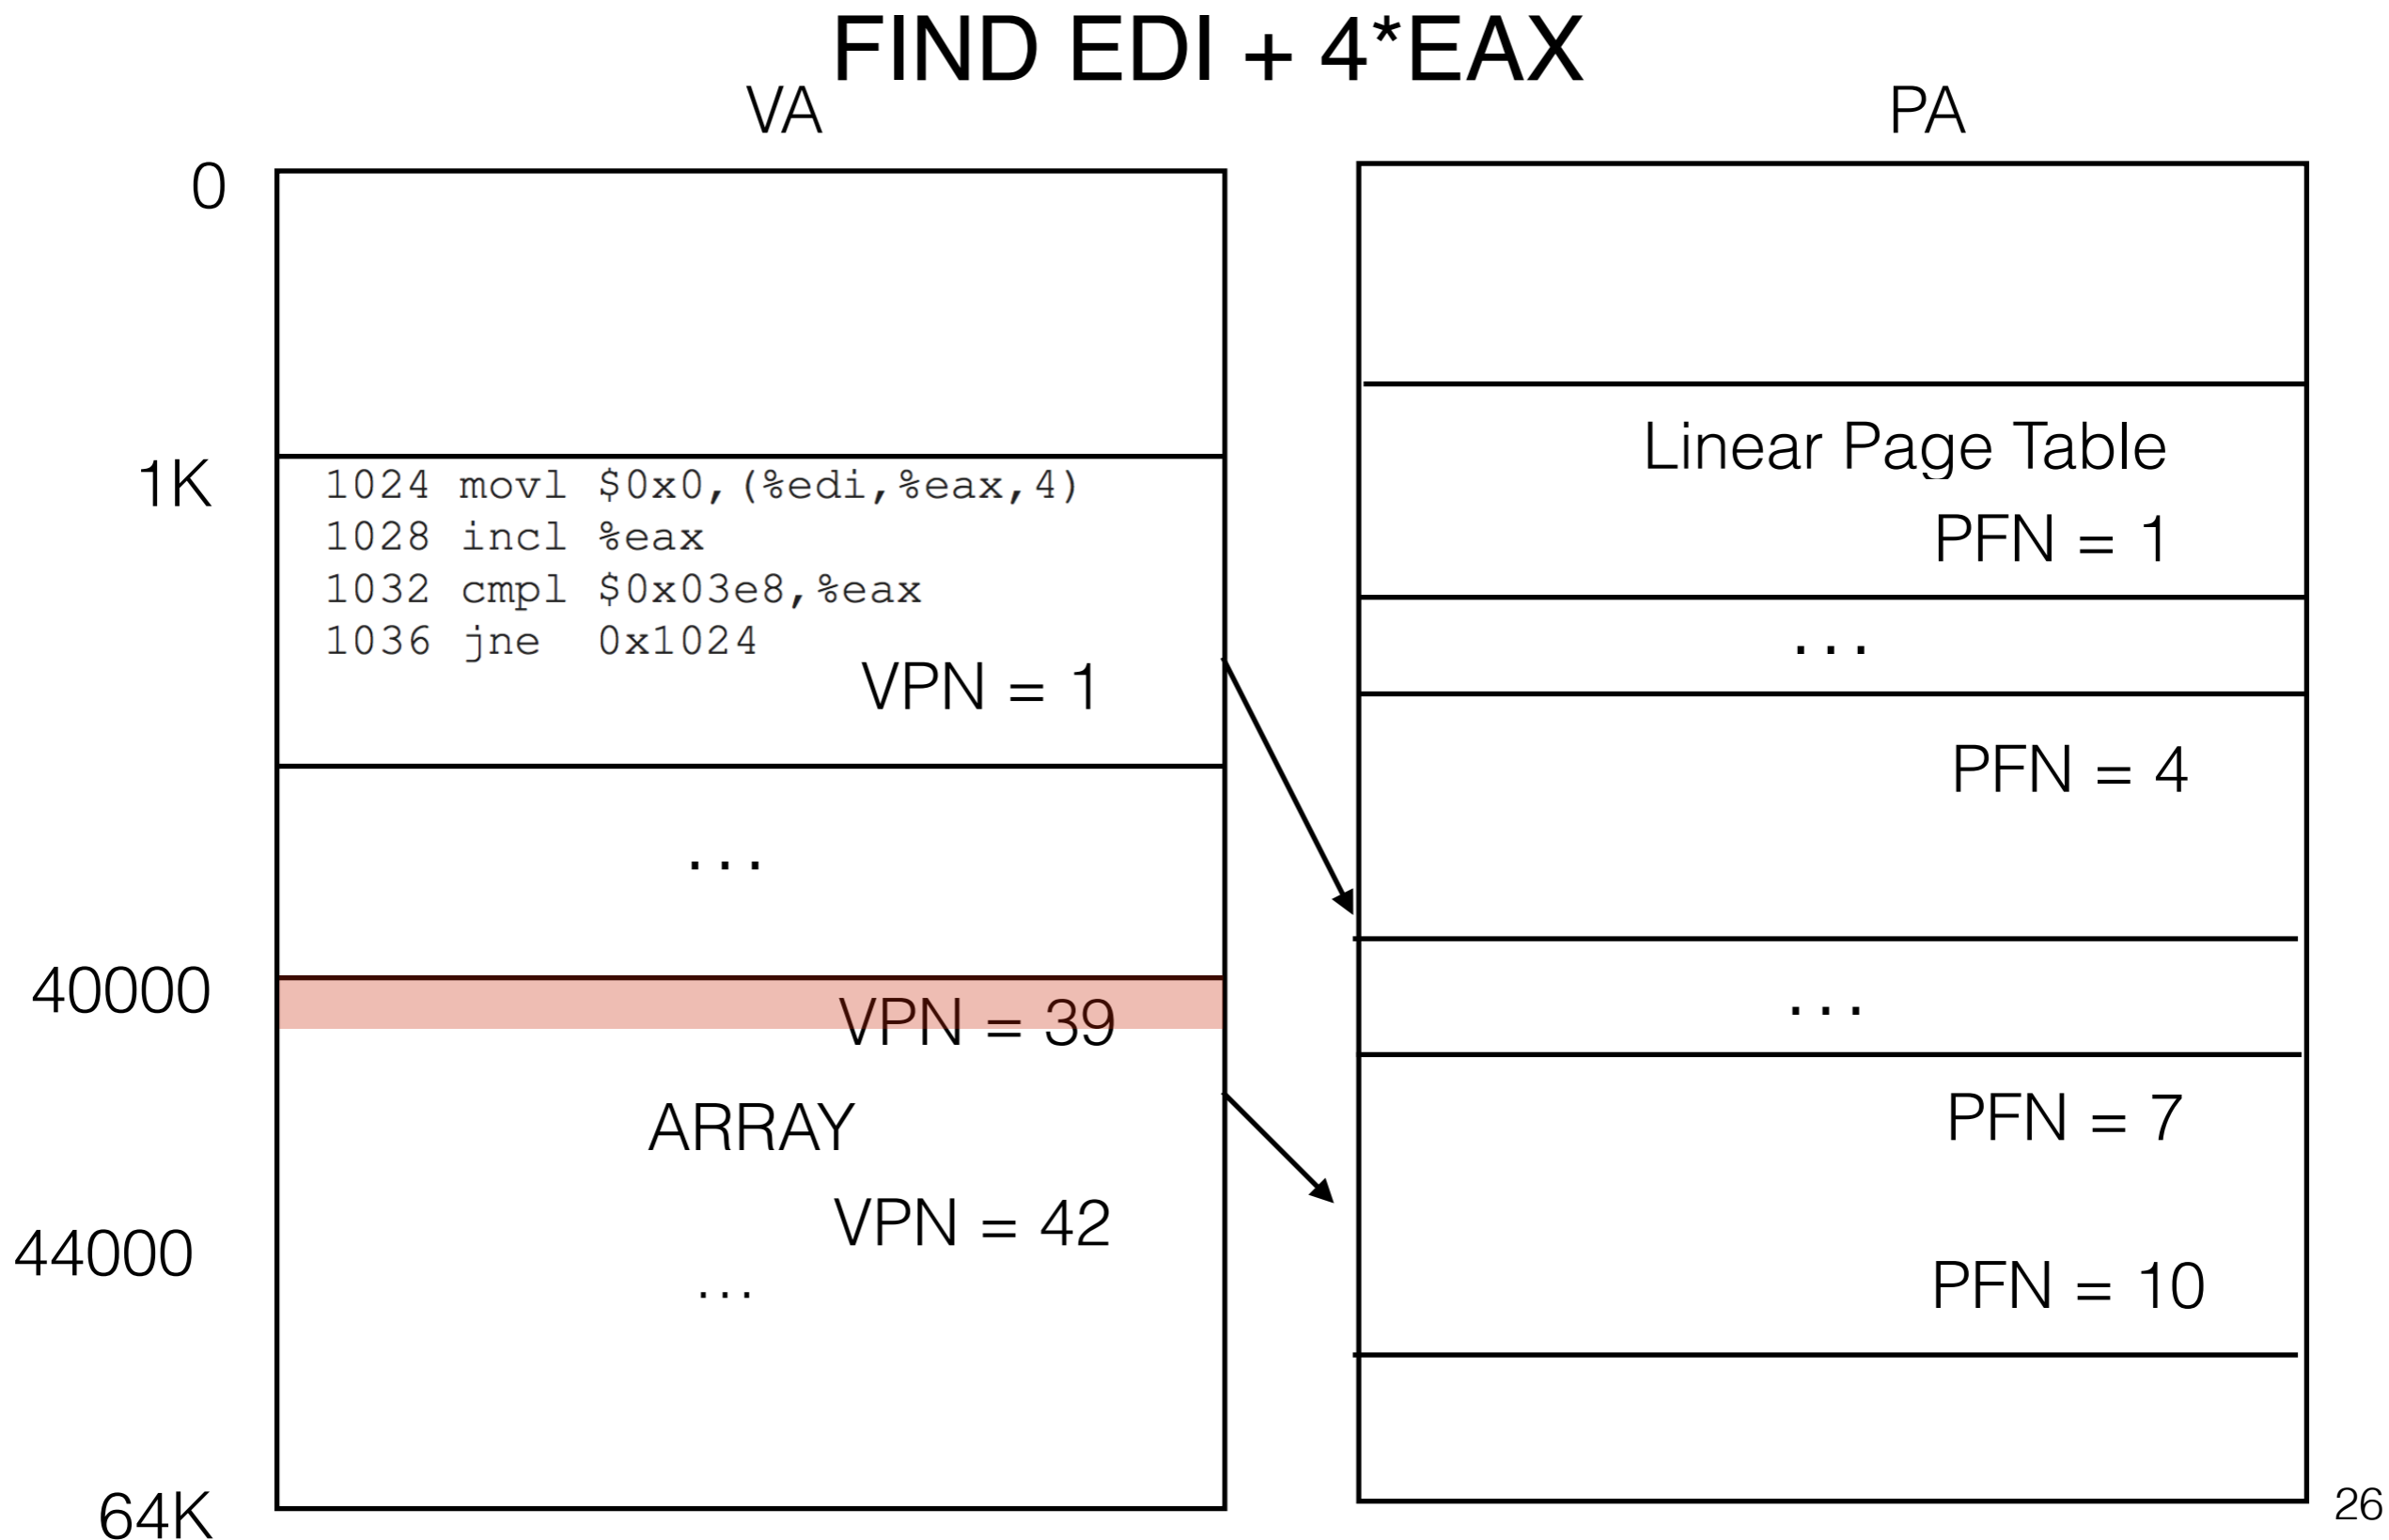 FIND EDI + 4*EAX
VA
PA
0
1K
1024 movl $0x0,(%edi,%eax,4)
1028 incl %eax
1032 cmpl $0x03e8,%eax
1036 jne 0x1024
VPN = 1
...
40000
VPN = 39
ARRAY
VPN = 42
44000
...
64K
Linear Page Table
PFN = 1
...
PFN = 4
...
PFN = 7
PFN = 10
26